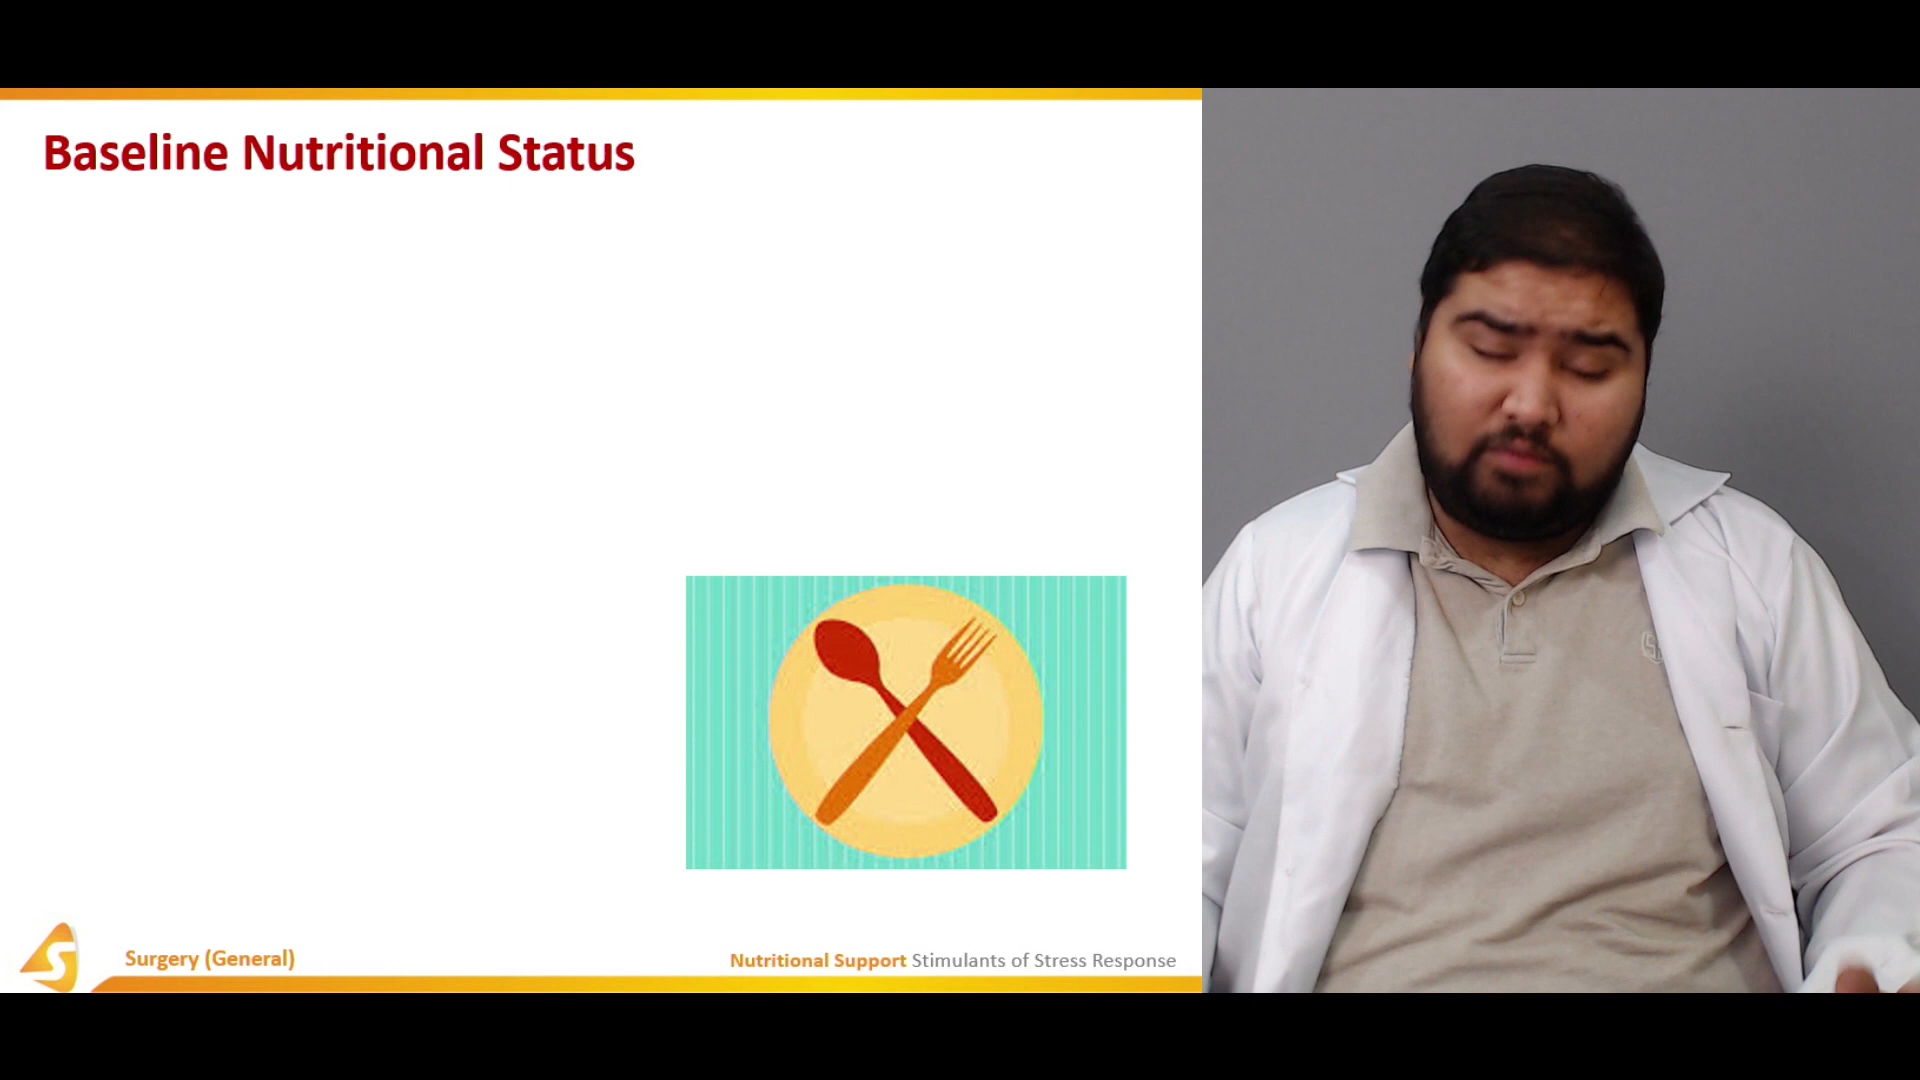 Baseline Nutritional Status
Surgery (General)
Nutritional Support Stimulants of Stress Response